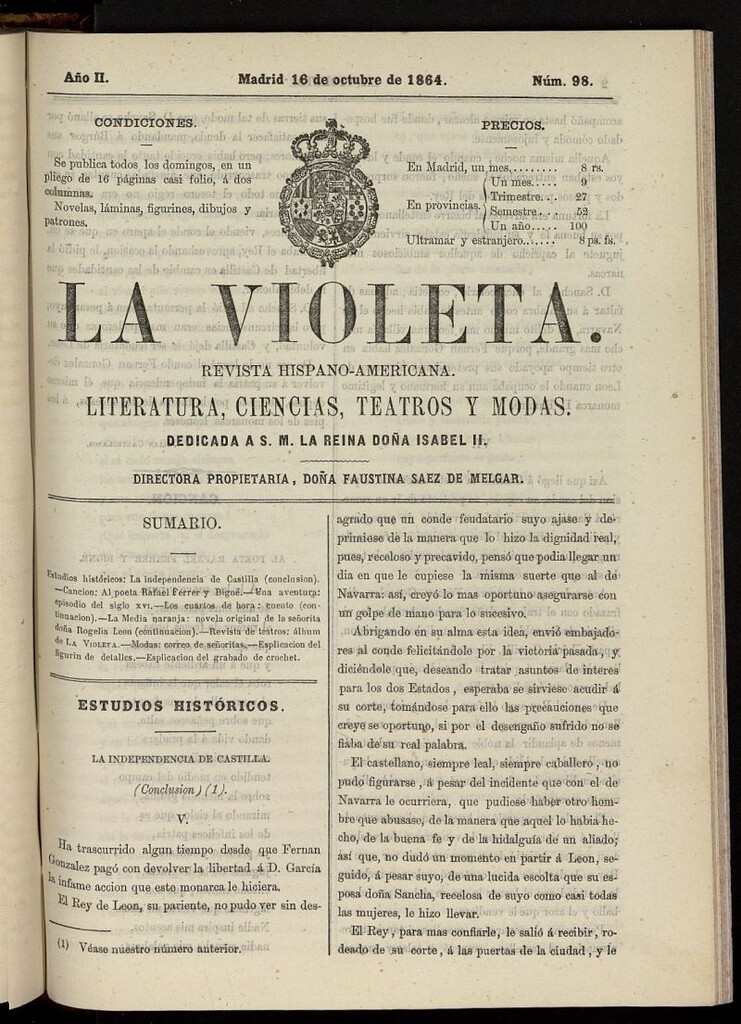 Año II.
Madrid 16 de octubre de 1864.
Núm. 98.
CONDICIONES.
Se publica todos los domingos, en un
pliego de 16 páginas casi folio, á dos
columnas.
Novelas, láminas, figurines, dibujos y
patrones.
PRECIOS.
En Madrid, un mes......... 8 rs.
En provincias.
Un mes..... 9
Trimestre... 27
Semestre... 52
Un año..... 100
Ultramar y estranjero....... 8 ps. fs.
LA VIOLETA.
REVISTA HISPANO-AMERICANA.
LITERATURA, CIENCIAS, TEATROS Y MODAS.
DEDICADA A S. M. LA REINA DOÑA ISABEL II.
DIRECTORA PROPIETARIA, DOÑA FAUSTINA SAEZ DE MELGAR.
SUMARIO.
Estudios históricos: La independencia de Castilla (conclusion).
—Cancion: Al poeta Rafael Ferrer y Bigné.—Una aventura:
episodio del siglo XVI.—Los cuartos de hora: cuento (con-
tinuacion).—La Media naranja: novela original de la señorita
doña Rogelia Leon (continuacion).—Revista de teatros: álbum
de LA VIOLETA.—Modas: correo de señoritas.—Esplicacion del
figurin de detalles.—Esplicacion del grabado de crochet.
ESTUDIOS HISTÓRICOS.
LA INDEPENDENCIA DE CASTILLA.
(Conclusion) (1).
V.
Ha trascurrido algun tiempo desde que Fernan
Gonzalez pagó con devolver la libertad á D. García
la infame accion que este monarca le hiciera.
El Rey de Leon, su pariente, no pudo ver sin des-
(1) Véase nuestro número anterior.
agrado que un conde feudatario suyo ajase y de-
primiese de la manera que lo hizo la dignidad real,
pues, receloso y precavido, pensó que podia llegar un
dia en que le cupiese la misma suerte que al de
Navarra: así, creyó lo mas oportuno asegurarse con
un golpe de mano para lo sucesivo.
Abrigando en su alma esta idea, envió embajado-
res al conde felicitándole por la victoria pasada, y
diciéndole que, deseando tratar asuntos de interes
para los dos Estados, esperaba se sirviese acudir á
su corte, tomándose para ello las precauciones que
creyese oportuno, si por el desengaño sufrido no se
fiaba de su real palabra.
El castellano, siempre leal, siempre caballero, no
pudo figurarse, á pesar del incidente que con el de
Navarra le ocurriera, que pudiese haber otro hom-
bre que abusase, de la manera que aquel lo habia he-
cho, de la buena fe y de la hidalguía de un aliado;
así que, no dudó un momento en partir á Leon, se-
guido, á pesar suyo, de una lucida escolta que su es-
posa doña Sancha, recelosa de suyo como casi todas
las mujeres, le hizo llevar.
El Rey, para mas confiarle, le salió á recibir, ro-
deado de su corte, á las puertas de la ciudad, y le